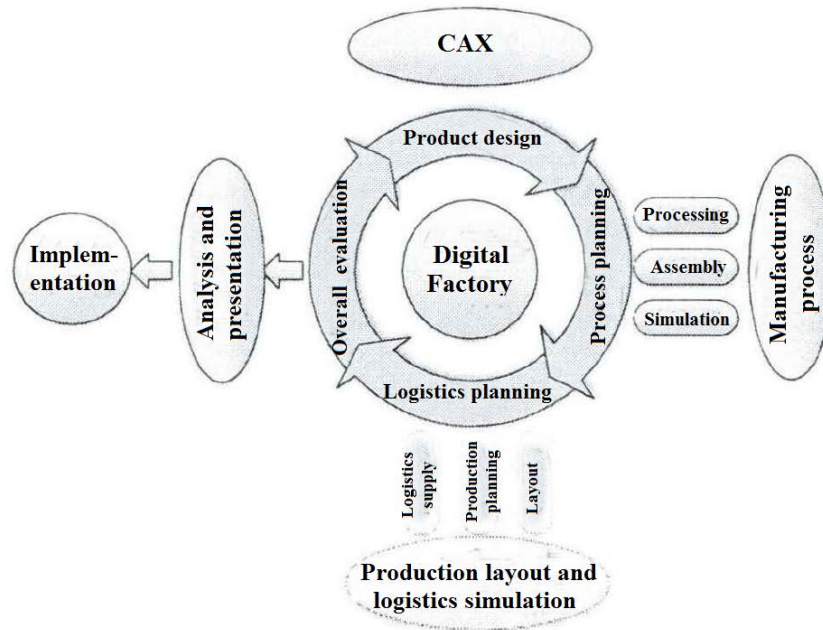 CAX
Product design
Process planning
Logistics planning
Overall evaluation
Digital
Factory
Processing
Assembly
Simulation
Manufacturing
process
Analysis and
presentation
Implem-
entation
Logistics
supply
Production
planning
Layout
Production layout and
logistics simulation